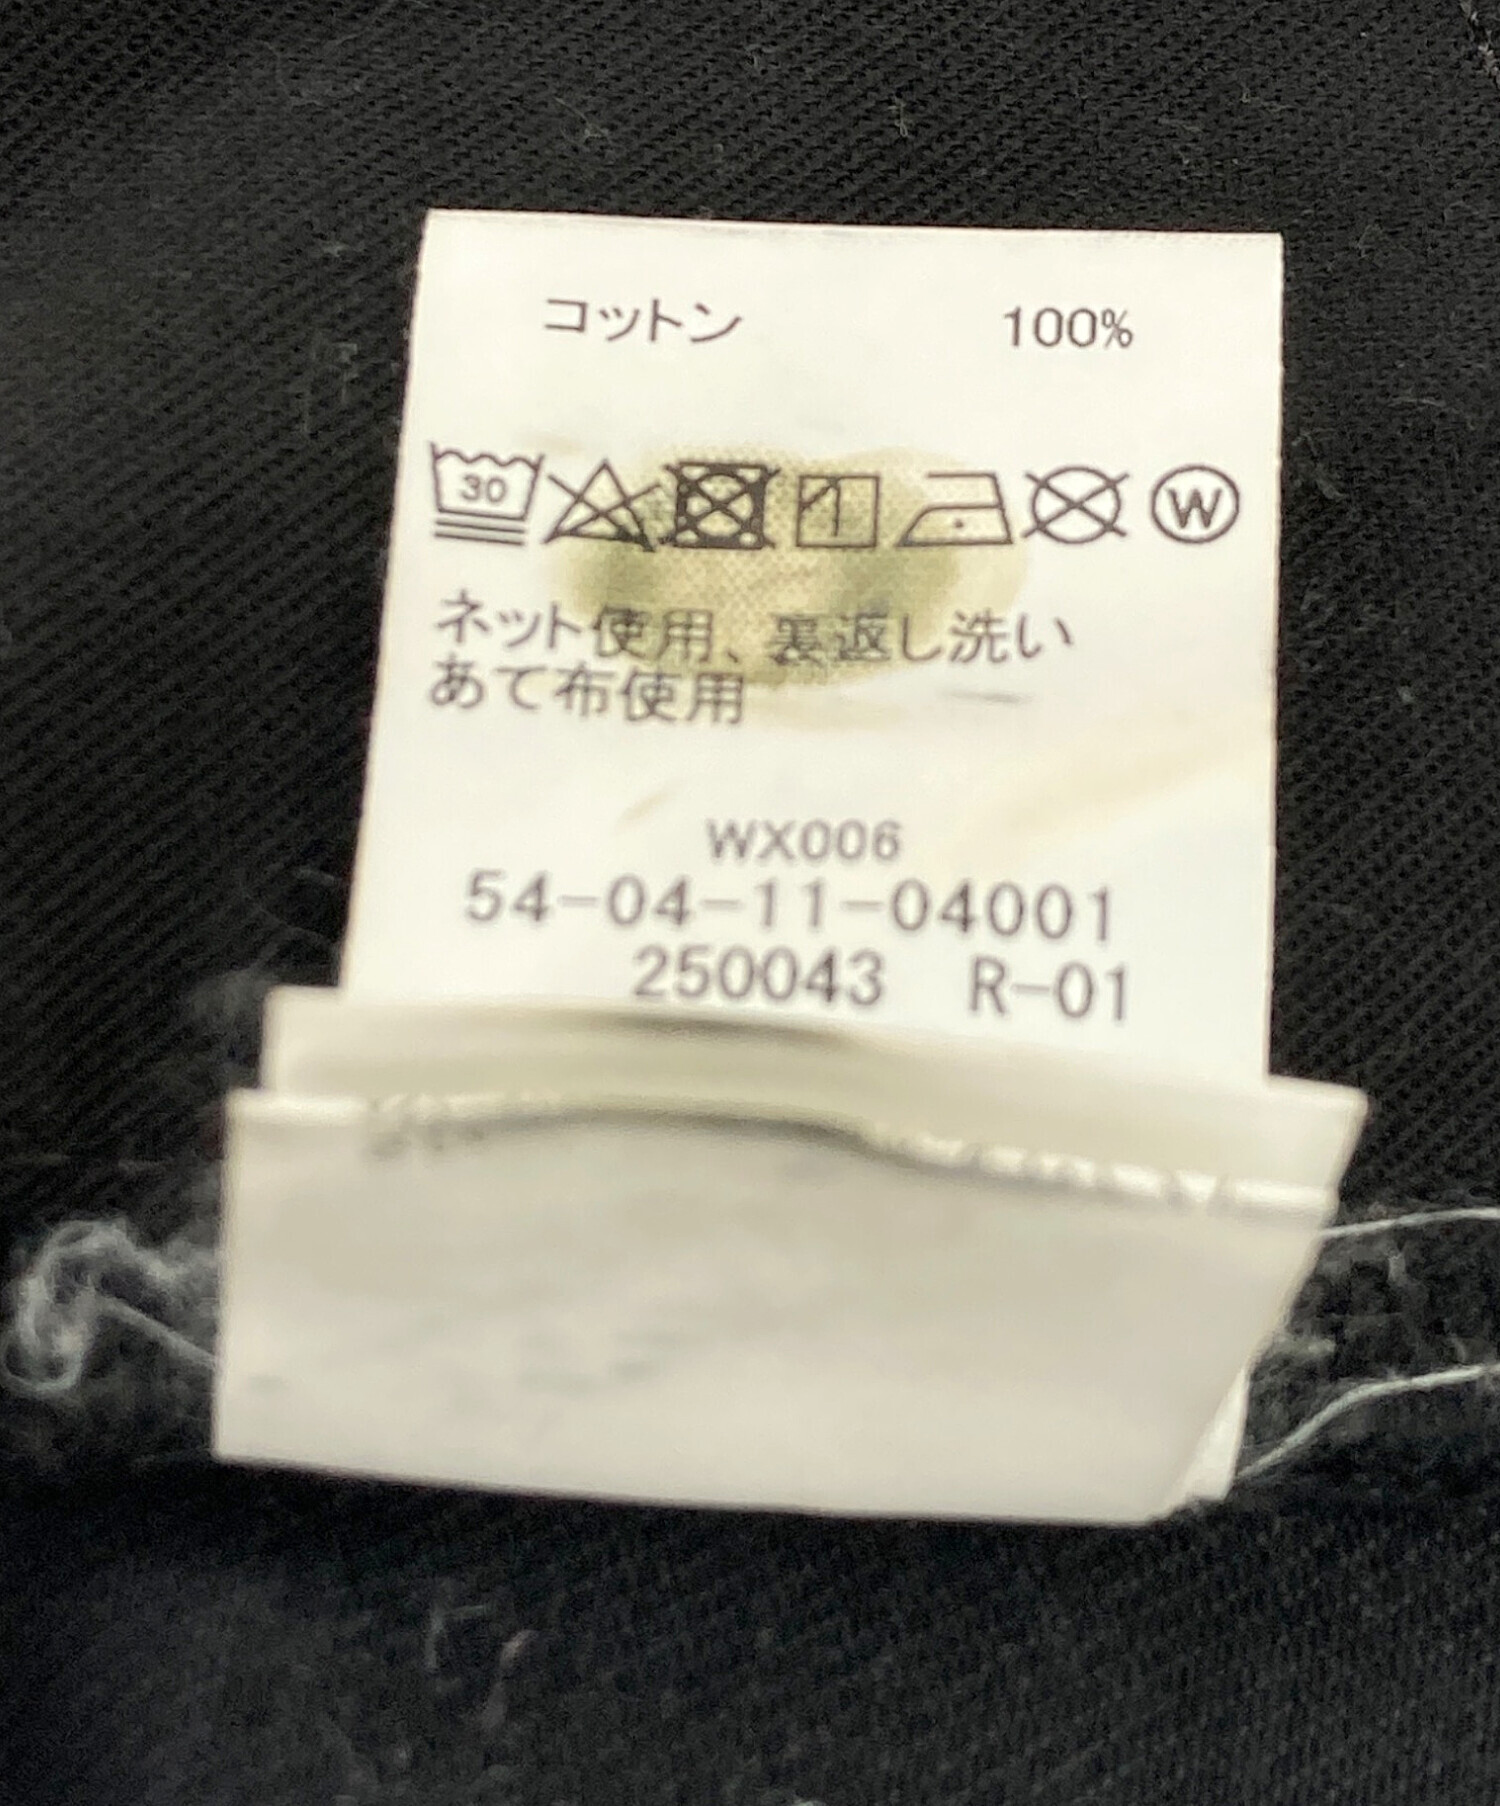 コットン 100%
30 W
ネット使用、裏返し洗い
あて布使用
WX006
54-04-11-04001
250043 R-01